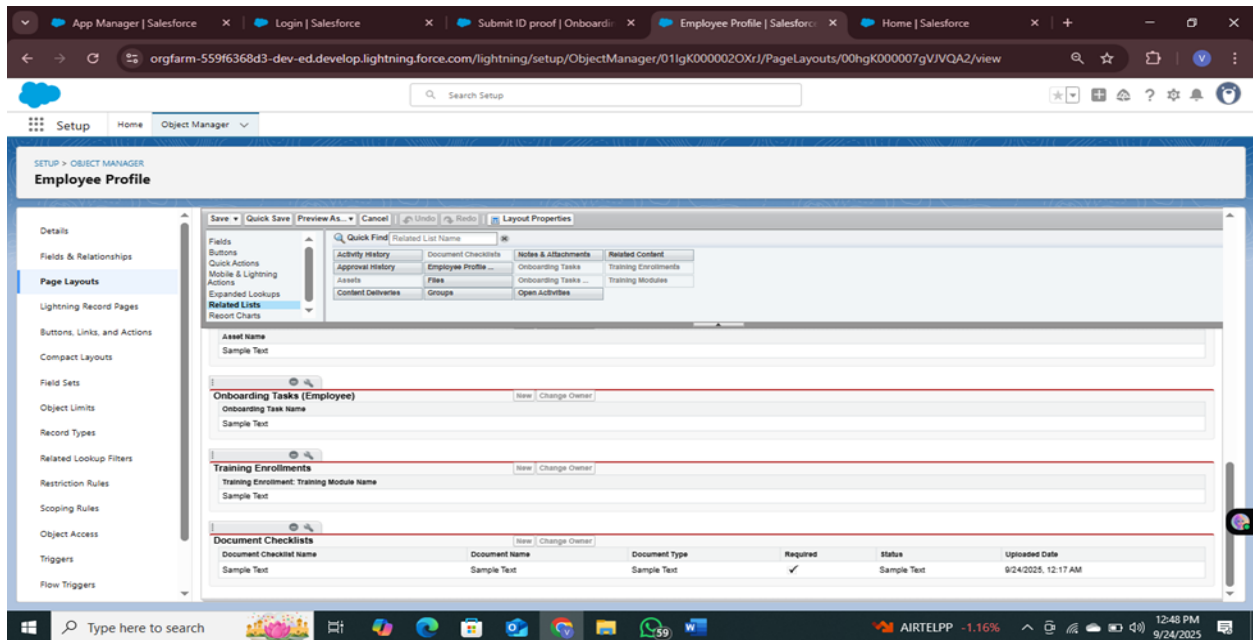 App Manager | Salesforce
Login | Salesforce
Submit ID proof | Onboardin
Employee Profile | Salesforce
Home | Salesforce
orgfarm-559f6368d3-dev-ed.develop.lightning.force.com/lightning/setup/ObjectManager/01IgK000002OXrJ/PageLayouts/00hgK000007gVJVQA2/view
V
Search Setup
Setup Home Object Manager
SETUP > OBJECT MANAGER
Employee Profile
Details
Fields & Relationships
Page Layouts
Lightning Record Pages
Buttons, Links, and Actions
Compact Layouts
Field Sets
Object Limits
Record Types
Related Lookup Filters
Restriction Rules
Scoping Rules
Object Access
Triggers
Flow Triggers
Save Quick Save Preview As... Cancel Undo Redo Layout Properties
Fields
Buttons
Quick Actions
Mobile & Lightning
Actions
Expanded Lookups
Related Lists
Report Charts
Quick Find Related List Name
Activity History Document Checklists Notes & Attachments Related Content
Approval History Employee Profile ... Onboarding Tasks Training Enrollments
Assets Files Onboarding Tasks ... Training Modules
Content Deliveries Groups Open Activities
Asset Name
Sample Text
Onboarding Tasks (Employee) New Change Owner
Onboarding Task Name
Sample Text
Training Enrollments New Change Owner
Training Enrollment: Training Module Name
Sample Text
Document Checklists New Change Owner
Document Checklist Name Document Name Document Type Required Status Uploaded Date
Sample Text Sample Text Sample Text ✓ Sample Text 9/24/2025, 12:17 AM
Type here to search
59
AIRTELPP -1.16%
12:48 PM
9/24/2025